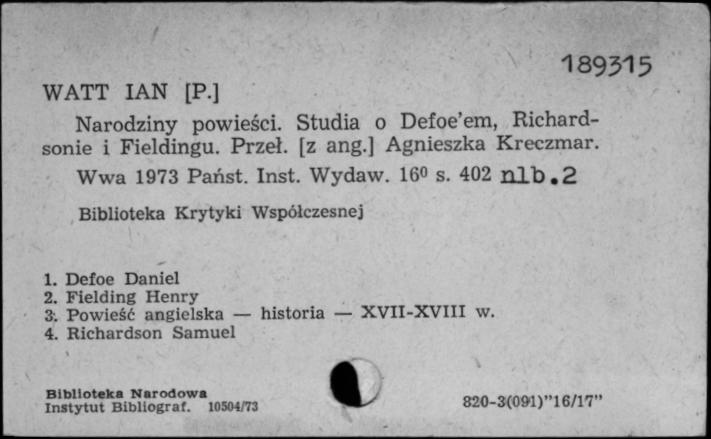 189315
WATT IAN [P.]
Narodziny powieści. Studia o Defoe'em, Richard-
sonie i Fieldingu. Przeł. [z ang.] Agnieszka Kreczmar.
Wwa 1973 Państ. Inst. Wydaw. 16⁰ s. 402 nlb.2
Biblioteka Krytyki Współczesnej
1. Defoe Daniel
2. Fielding Henry
3. Powieść angielska — historia — XVII-XVIII w.
4. Richardson Samuel
Biblioteka Narodowa
Instytut Bibliograf. 10504/73
820-3(091)"16/17"